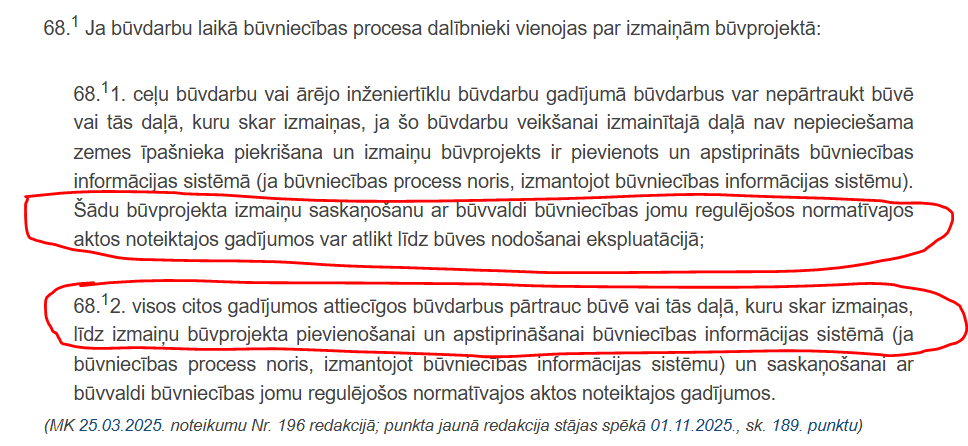 68.¹ Ja būvdarbu laikā būvniecības procesa dalībnieki vienojas par izmaiņām būvprojektā:
68.¹1. ceļu būvdarbu vai ārējo inženiertīklu būvdarbu gadījumā būvdarbus var nepārtraukt būvē
vai tās daļā, kuru skar izmaiņas, ja šo būvdarbu veikšanai izmainītajā daļā nav nepieciešama
zemes īpašnieka piekrišana un izmaiņu būvprojekts ir pievienots un apstiprināts būvniecības
informācijas sistēmā (ja būvniecības process noris, izmantojot būvniecības informācijas sistēmu).
Šādu būvprojekta izmaiņu saskaņošanu ar būvvaldi būvniecības jomu regulējošos normatīvajos
aktos noteiktajos gadījumos var atlikt līdz būves nodošanai ekspluatācijā;
68.¹2. visos citos gadījumos attiecīgos būvdarbus pārtrauc būvē vai tās daļā, kuru skar izmaiņas,
līdz izmaiņu būvprojekta pievienošanai un apstiprināšanai būvniecības informācijas sistēmā (ja
būvniecības process noris, izmantojot būvniecības informācijas sistēmu) un saskaņošanai ar
būvvaldi būvniecības jomu regulējošos normatīvajos aktos noteiktajos gadījumos.
(MK 25.03.2025. noteikumu Nr. 196 redakcijā; punkta jaunā redakcija stājas spēkā 01.11.2025., sk. 189. punktu)